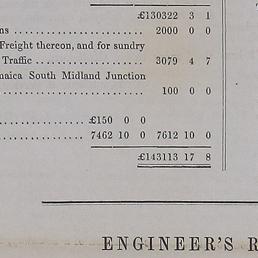 £130322 3 1
ns .................... 2000 0 0
Freight thereon, and for sundry
Traffic ............... 3079 4 7
maica South Midland Junction
.................... 100 0 0
.................... £150 0 0
.................... 7462 10 0 7612 10 0
£143113 17 8
ENGINEER'S R